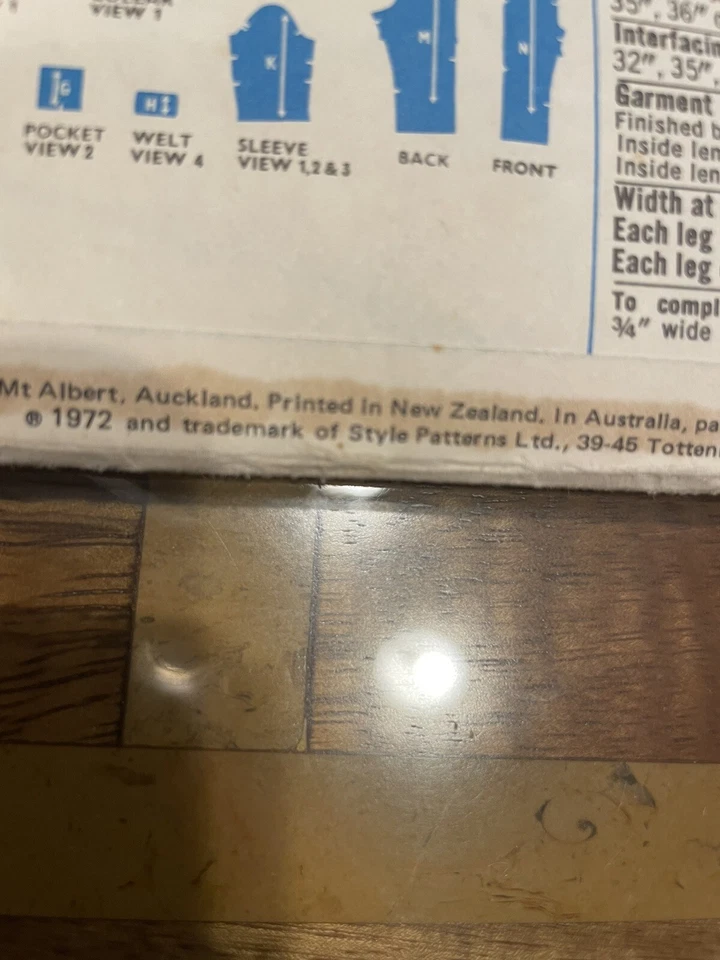 VIEW 1
K
M
N
G
H
POCKET
VIEW 2
WELT
VIEW 4
SLEEVE
VIEW 1,2 & 3
BACK
FRONT
35", 36"
Interfacin
32", 35",
Garment
Finished b
Inside len
Inside len
Width at
Each leg
Each leg
To compl
¾" wide
Mt Albert, Auckland. Printed in New Zealand. In Australia, pa
® 1972 and trademark of Style Patterns Ltd., 39-45 Totten